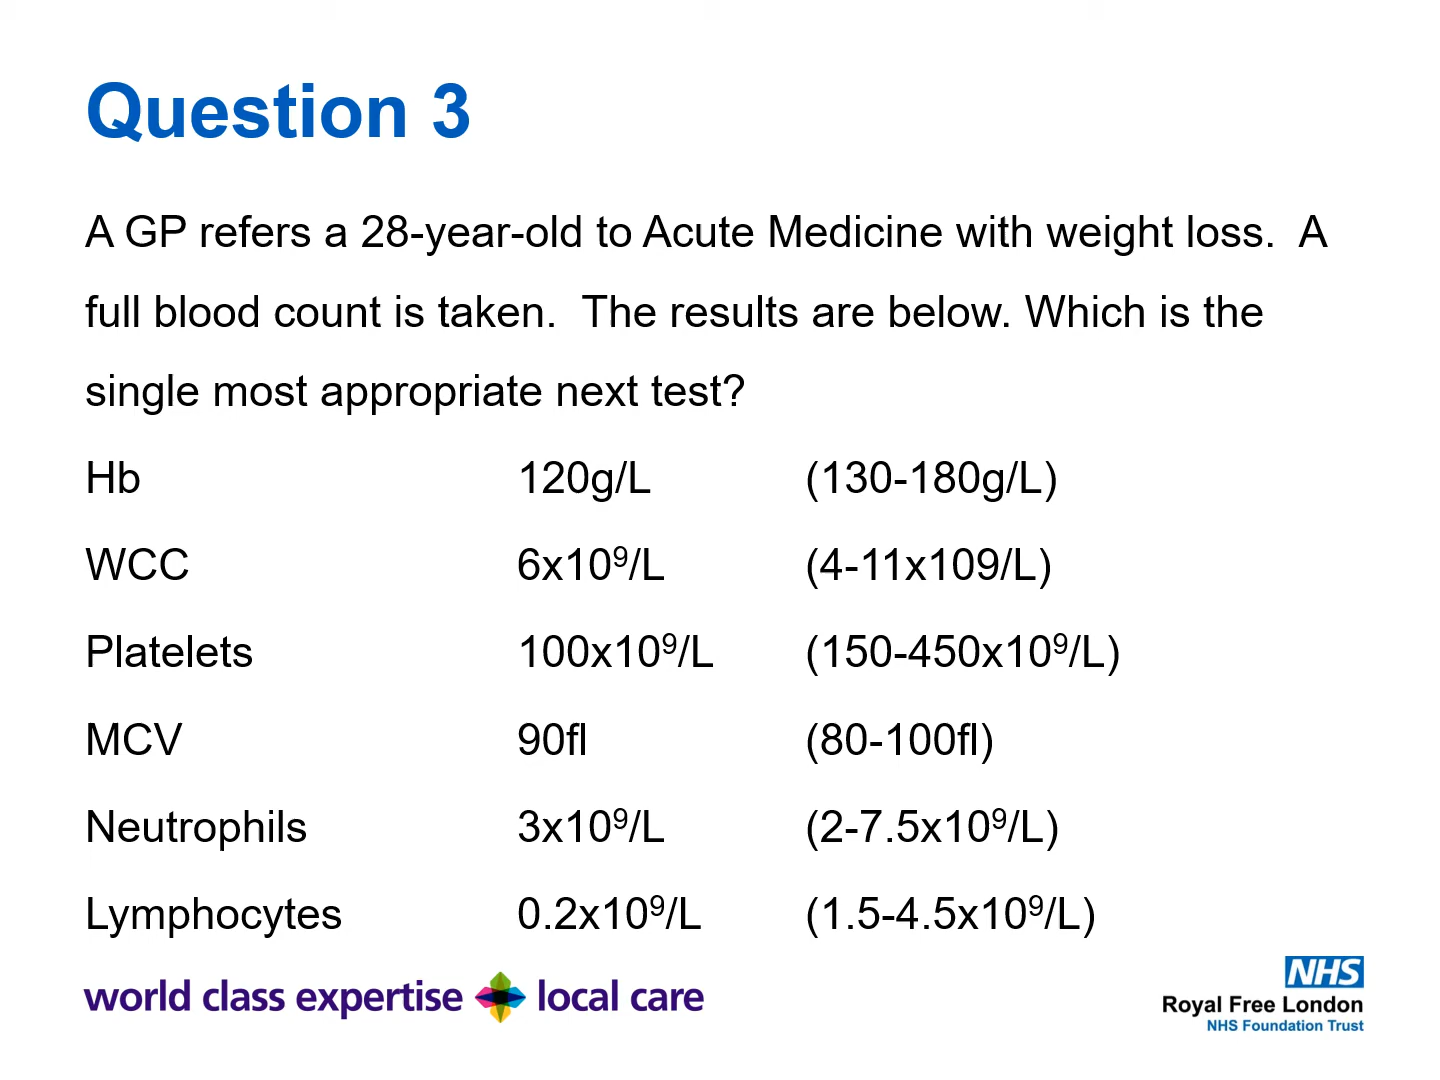 Question 3
A GP refers a 28-year-old to Acute Medicine with weight loss.  A
full blood count is taken.  The results are below. Which is the
single most appropriate next test?
Hb 120g/L (130-180g/L)
WCC 6x10⁹/L (4-11x109/L)
Platelets 100x10⁹/L (150-450x10⁹/L)
MCV 90fl (80-100fl)
Neutrophils 3x10⁹/L (2-7.5x10⁹/L)
Lymphocytes 0.2x10⁹/L (1.5-4.5x10⁹/L)
world class expertise local care
NHS
Royal Free London
NHS Foundation Trust